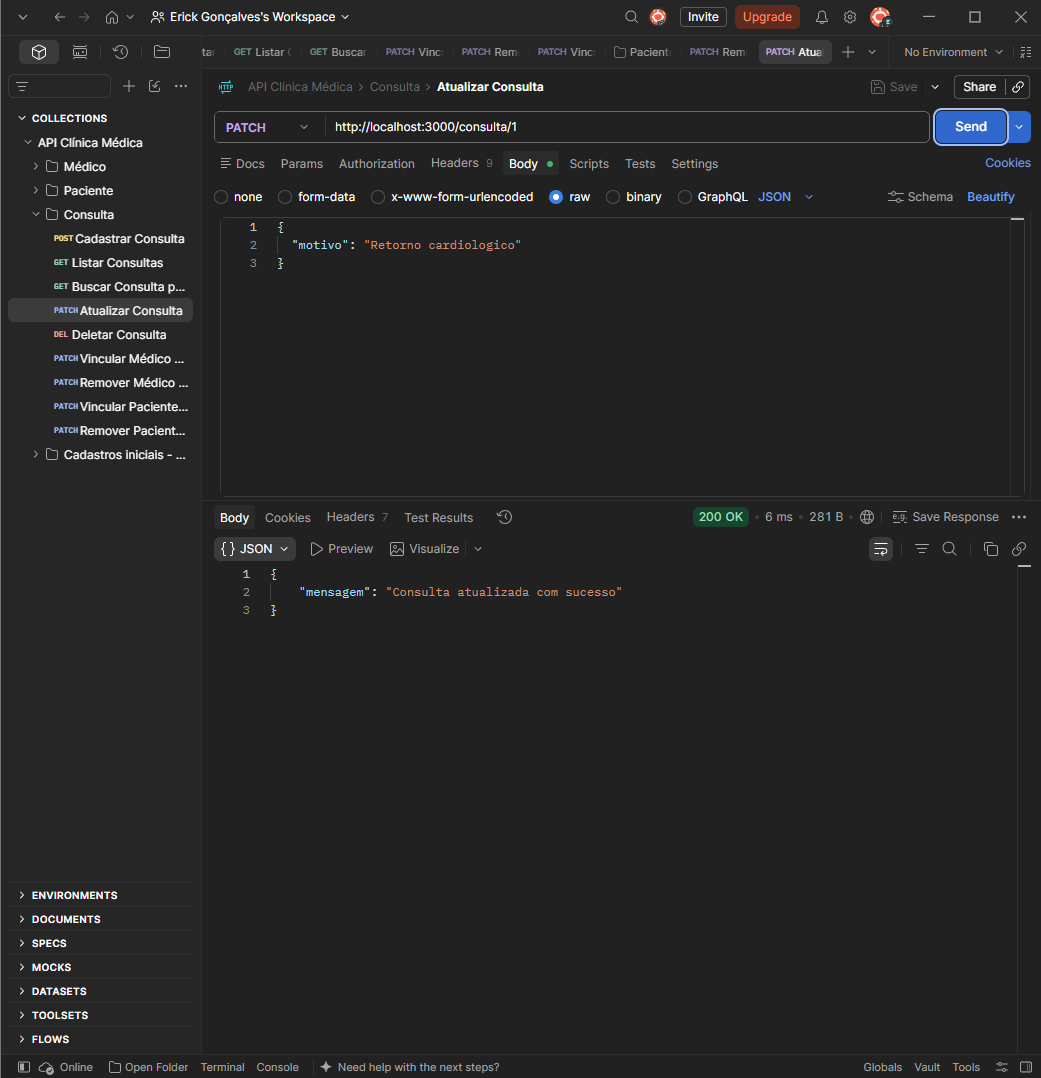 Erick Gonçalves's Workspace
Invite
Upgrade
tar
GET Listar
GET Buscar
PATCH Vinc
PATCH Rem
PATCH Vinc
Pacient
PATCH Rem
PATCH Atua
No Environment
HTTP
API Clínica Médica › Consulta › Atualizar Consulta
Save
Share
COLLECTIONS
API Clínica Médica
Médico
Paciente
Consulta
POST Cadastrar Consulta
GET Listar Consultas
GET Buscar Consulta p...
PATCH Atualizar Consulta
DEL Deletar Consulta
PATCH Vincular Médico ...
PATCH Remover Médico ...
PATCH Vincular Paciente...
PATCH Remover Pacient...
Cadastros iniciais - ...
PATCH
http://localhost:3000/consulta/1
Send
Docs Params Authorization Headers 9 Body Scripts Tests Settings
Cookies
none form-data x-www-form-urlencoded raw binary GraphQL JSON
Schema
Beautify
1 {
2 "motivo": "Retorno cardiologico"
3 }
Body Cookies Headers 7 Test Results
200 OK • 6 ms • 281 B
e.g. Save Response
{} JSON
Preview
Visualize
1 {
2 "mensagem": "Consulta atualizada com sucesso"
3 }
ENVIRONMENTS
DOCUMENTS
SPECS
MOCKS
DATASETS
TOOLSETS
FLOWS
Online
Open Folder
Terminal
Console
Need help with the next steps?
Globals
Vault
Tools